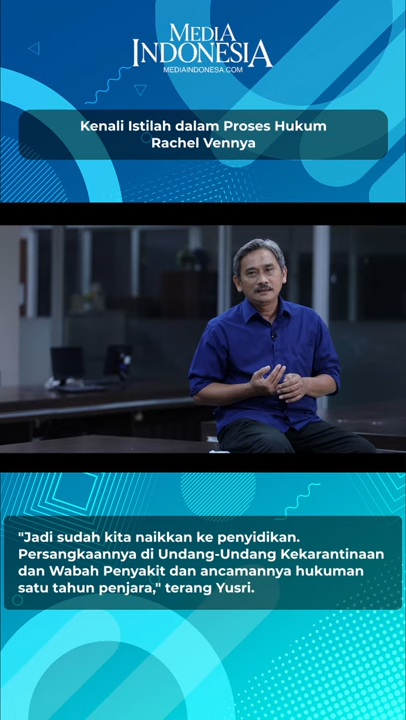 MEDIA
INDONESIA
MEDIAINDONESA.COM
Kenali Istilah dalam Proses Hukum
Rachel Vennya
"Jadi sudah kita naikkan ke penyidikan.
Persangkaannya di Undang-Undang Kekarantinaan
dan Wabah Penyakit dan ancamannya hukuman
satu tahun penjara," terang Yusri.